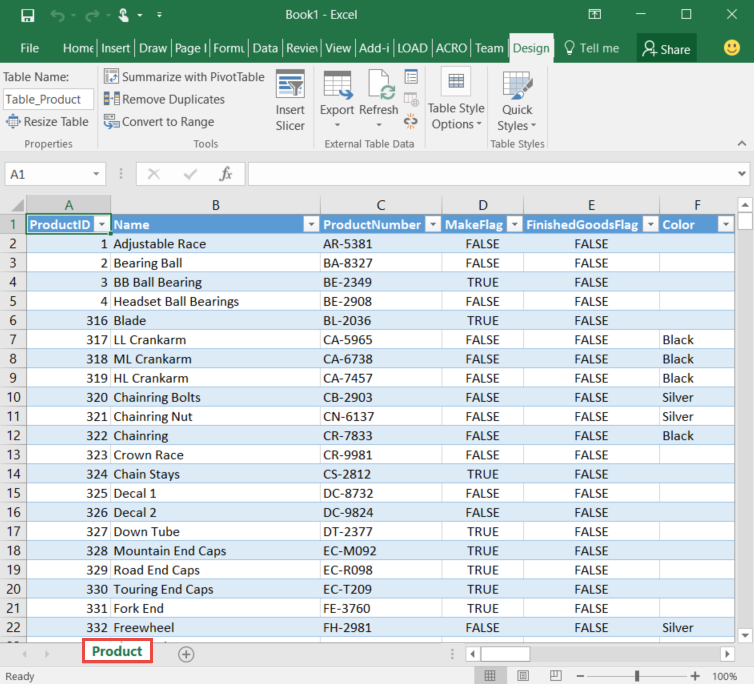 Book1 - Excel
File Home Insert Draw Page l Formu Data Review View Add-i LOAD ACRO Team Design Tell me Share
Table Name:
Table_Product
Resize Table
Properties
Summarize with PivotTable
Remove Duplicates
Convert to Range
Tools
Insert
Slicer
Export Refresh
External Table Data
Table Style
Options
Quick
Styles
Table Styles
A1 fx
A B C D E F
1 ProductID Name ProductNumber MakeFlag FinishedGoodsFlag Color
2 1 Adjustable Race AR-5381 FALSE FALSE
3 2 Bearing Ball BA-8327 FALSE FALSE
4 3 BB Ball Bearing BE-2349 TRUE FALSE
5 4 Headset Ball Bearings BE-2908 FALSE FALSE
6 316 Blade BL-2036 TRUE FALSE
7 317 LL Crankarm CA-5965 FALSE FALSE Black
8 318 ML Crankarm CA-6738 FALSE FALSE Black
9 319 HL Crankarm CA-7457 FALSE FALSE Black
10 320 Chainring Bolts CB-2903 FALSE FALSE Silver
11 321 Chainring Nut CN-6137 FALSE FALSE Silver
12 322 Chainring CR-7833 FALSE FALSE Black
13 323 Crown Race CR-9981 FALSE FALSE
14 324 Chain Stays CS-2812 TRUE FALSE
15 325 Decal 1 DC-8732 FALSE FALSE
16 326 Decal 2 DC-9824 FALSE FALSE
17 327 Down Tube DT-2377 TRUE FALSE
18 328 Mountain End Caps EC-M092 TRUE FALSE
19 329 Road End Caps EC-R098 TRUE FALSE
20 330 Touring End Caps EC-T209 TRUE FALSE
21 331 Fork End FE-3760 TRUE FALSE
22 332 Freewheel FH-2981 FALSE FALSE Silver
Product
Ready 100%